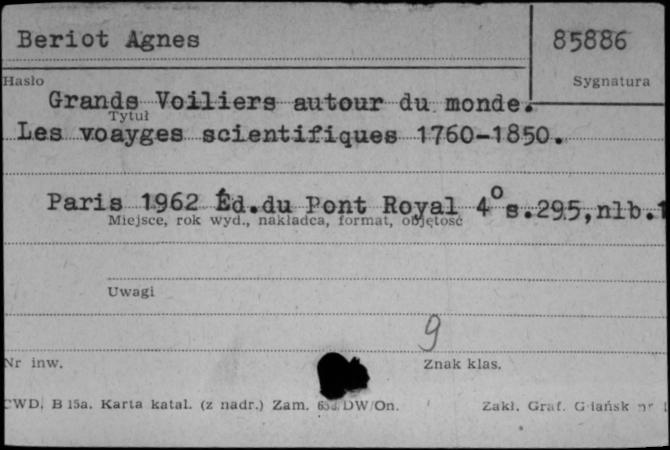 Beriot Agnes
85886
Hasło
Sygnatura
Grands Voiliers autour du monde.
Tytuł
Les voayges scientifiques 1760-1850.
Paris 1962 Éd.du Pont Royal 4° s.295,nlb.1
Miejsce, rok wyd., nakładca, format, objętość
Uwagi
9
Nr inw.
Znak klas.
CWD, B 15a. Karta katal. (z nadr.) Zam. DW/On.
Zakł. Graf. Gdańsk nr